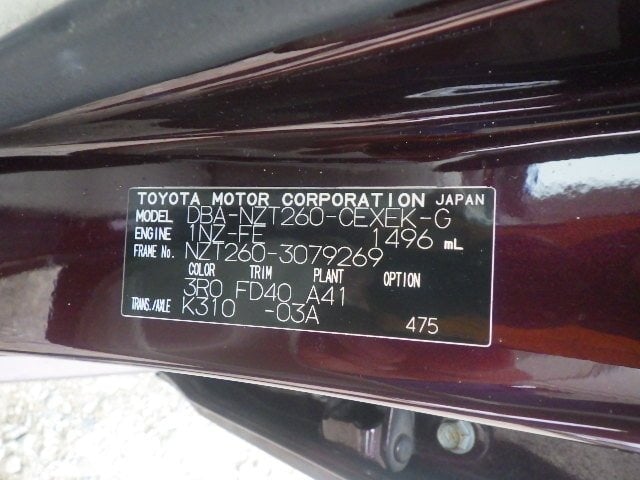 TOYOTA MOTOR CORPORATION JAPAN
MODEL DBA-NZT260-CEXEK-G
ENGINE 1NZ-FE 1496 mL
FRAME No. NZT260-3079269
COLOR TRIM PLANT OPTION
3R0 FD40 A41
TRANS./AXLE K310 -03A
475